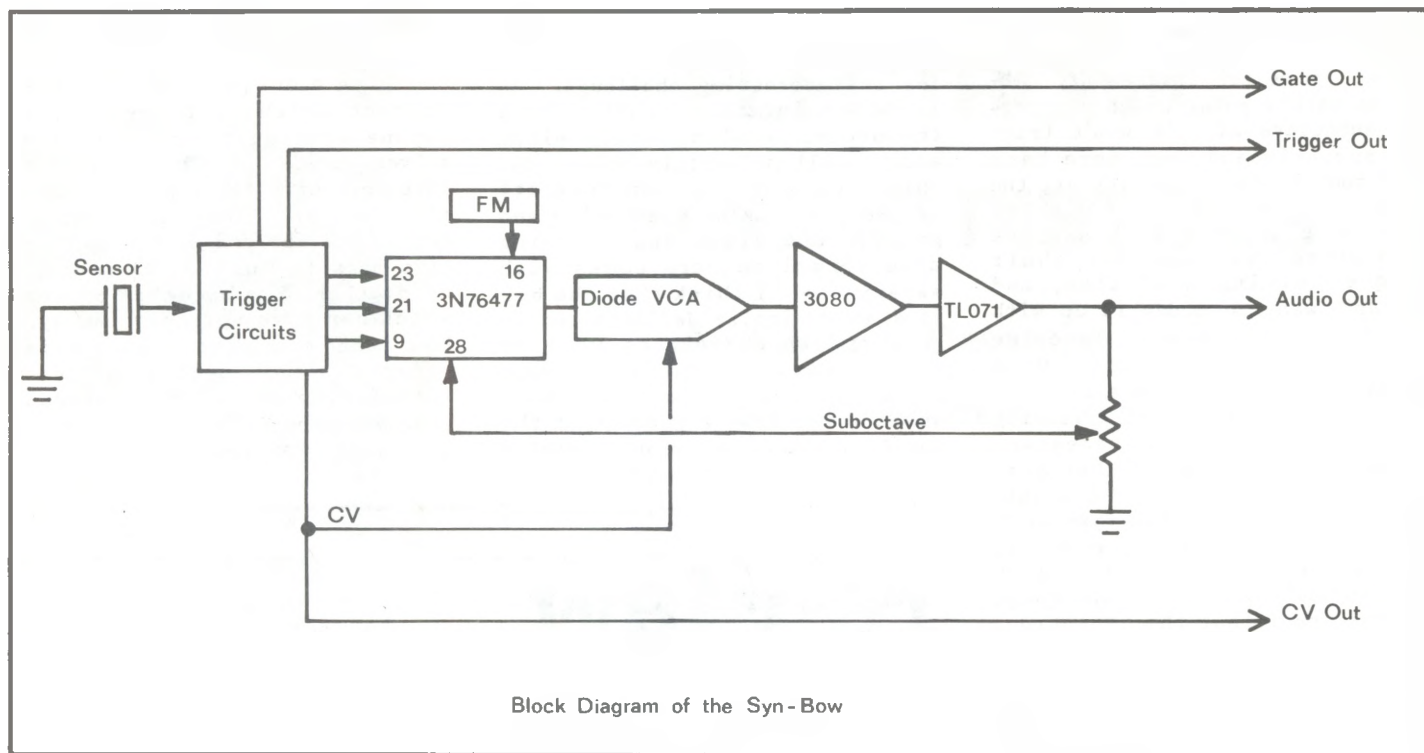 Gate Out
Trigger Out
FM
Sensor
Trigger
Circuits
23
16
21
3N76477
9
28
Diode VCA
3080
TL071
Audio Out
Suboctave
CV
CV Out
Block Diagram of the Syn-Bow